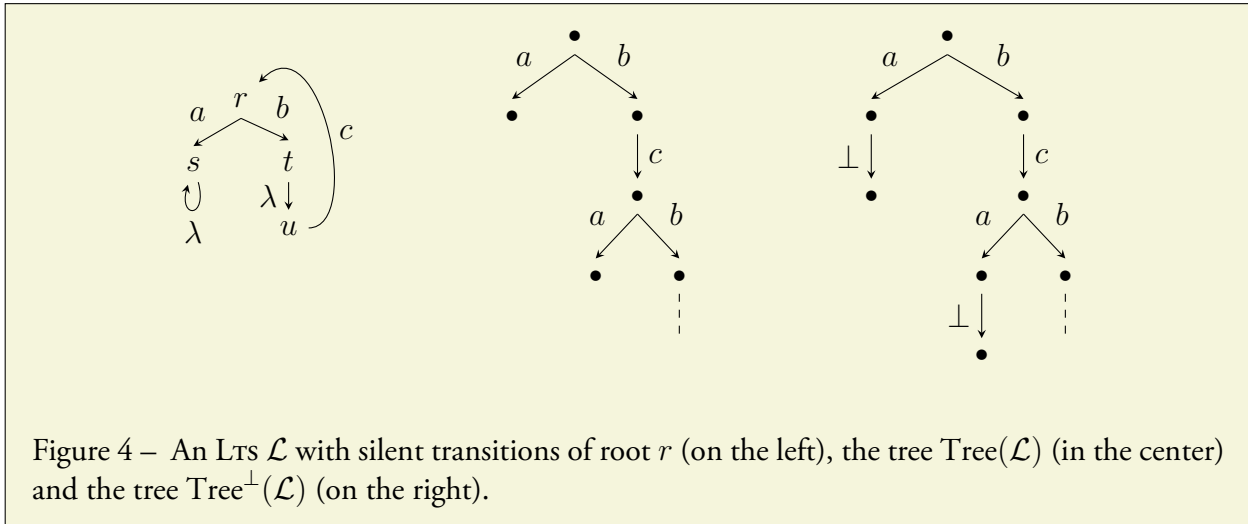 a r b
c
s t
λ
λ u
a b
c
a b
a b
⊥ c
a b
⊥
Figure 4 – An LTS ℒ with silent transitions of root r (on the left), the tree Tree(ℒ) (in the center)
and the tree Tree^⊥(ℒ) (on the right).